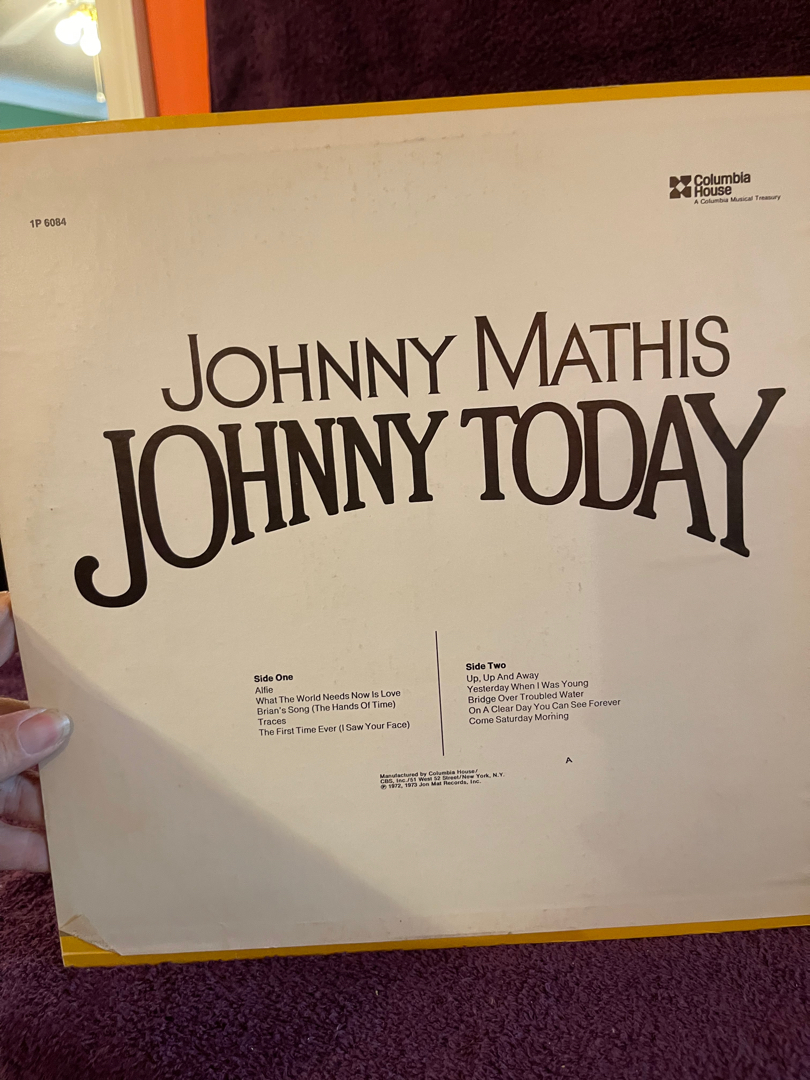 Columbia
House
A Columbia Musical Treasury
1P 6084
JOHNNY MATHIS
JOHNNY TODAY
Side One
Alfie
What The World Needs Now Is Love
Brian's Song (The Hands Of Time)
Traces
The First Time Ever (I Saw Your Face)
Side Two
Up, Up And Away
Yesterday When I Was Young
Bridge Over Troubled Water
On A Clear Day You Can See Forever
Come Saturday Morning
A
Manufactured by Columbia House/
CBS, Inc./51 West 52 Street/New York, N.Y.
℗ 1972, 1973 Jon Mat Records, Inc.